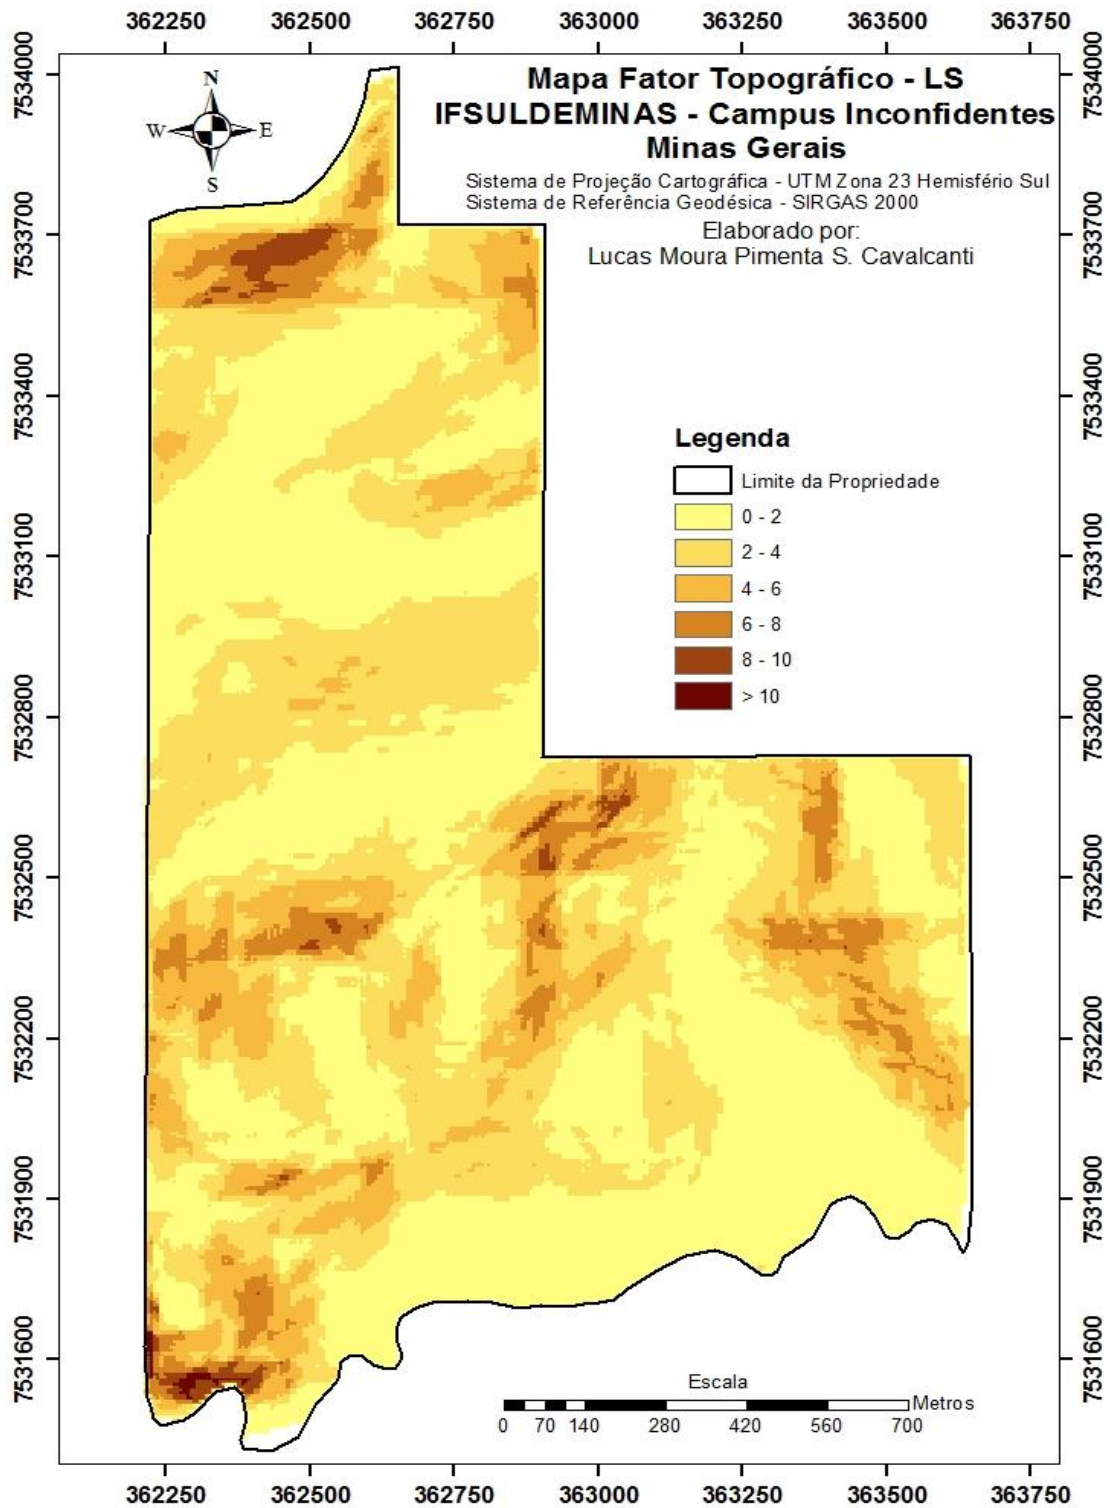 362250 362500 362750 363000 363250 363500 363750
7534000 7534000
Mapa Fator Topográfico - LS
IFSULDEMINAS - Campus Inconfidentes
Minas Gerais
N
W E
S
Sistema de Projeção Cartográfica - UTM Zona 23 Hemisfério Sul
Sistema de Referência Geodésica - SIRGAS 2000
Elaborado por:
Lucas Moura Pimenta S. Cavalcanti
7533700 7533700
7533400 7533400
Legenda
Limite da Propriedade
0 - 2
2 - 4
4 - 6
6 - 8
8 - 10
> 10
7533100 7533100
7532800 7532800
7532500 7532500
7532200 7532200
7531900 7531900
7531600 7531600
Escala
Metros
0 70 140 280 420 560 700
362250 362500 362750 363000 363250 363500 363750